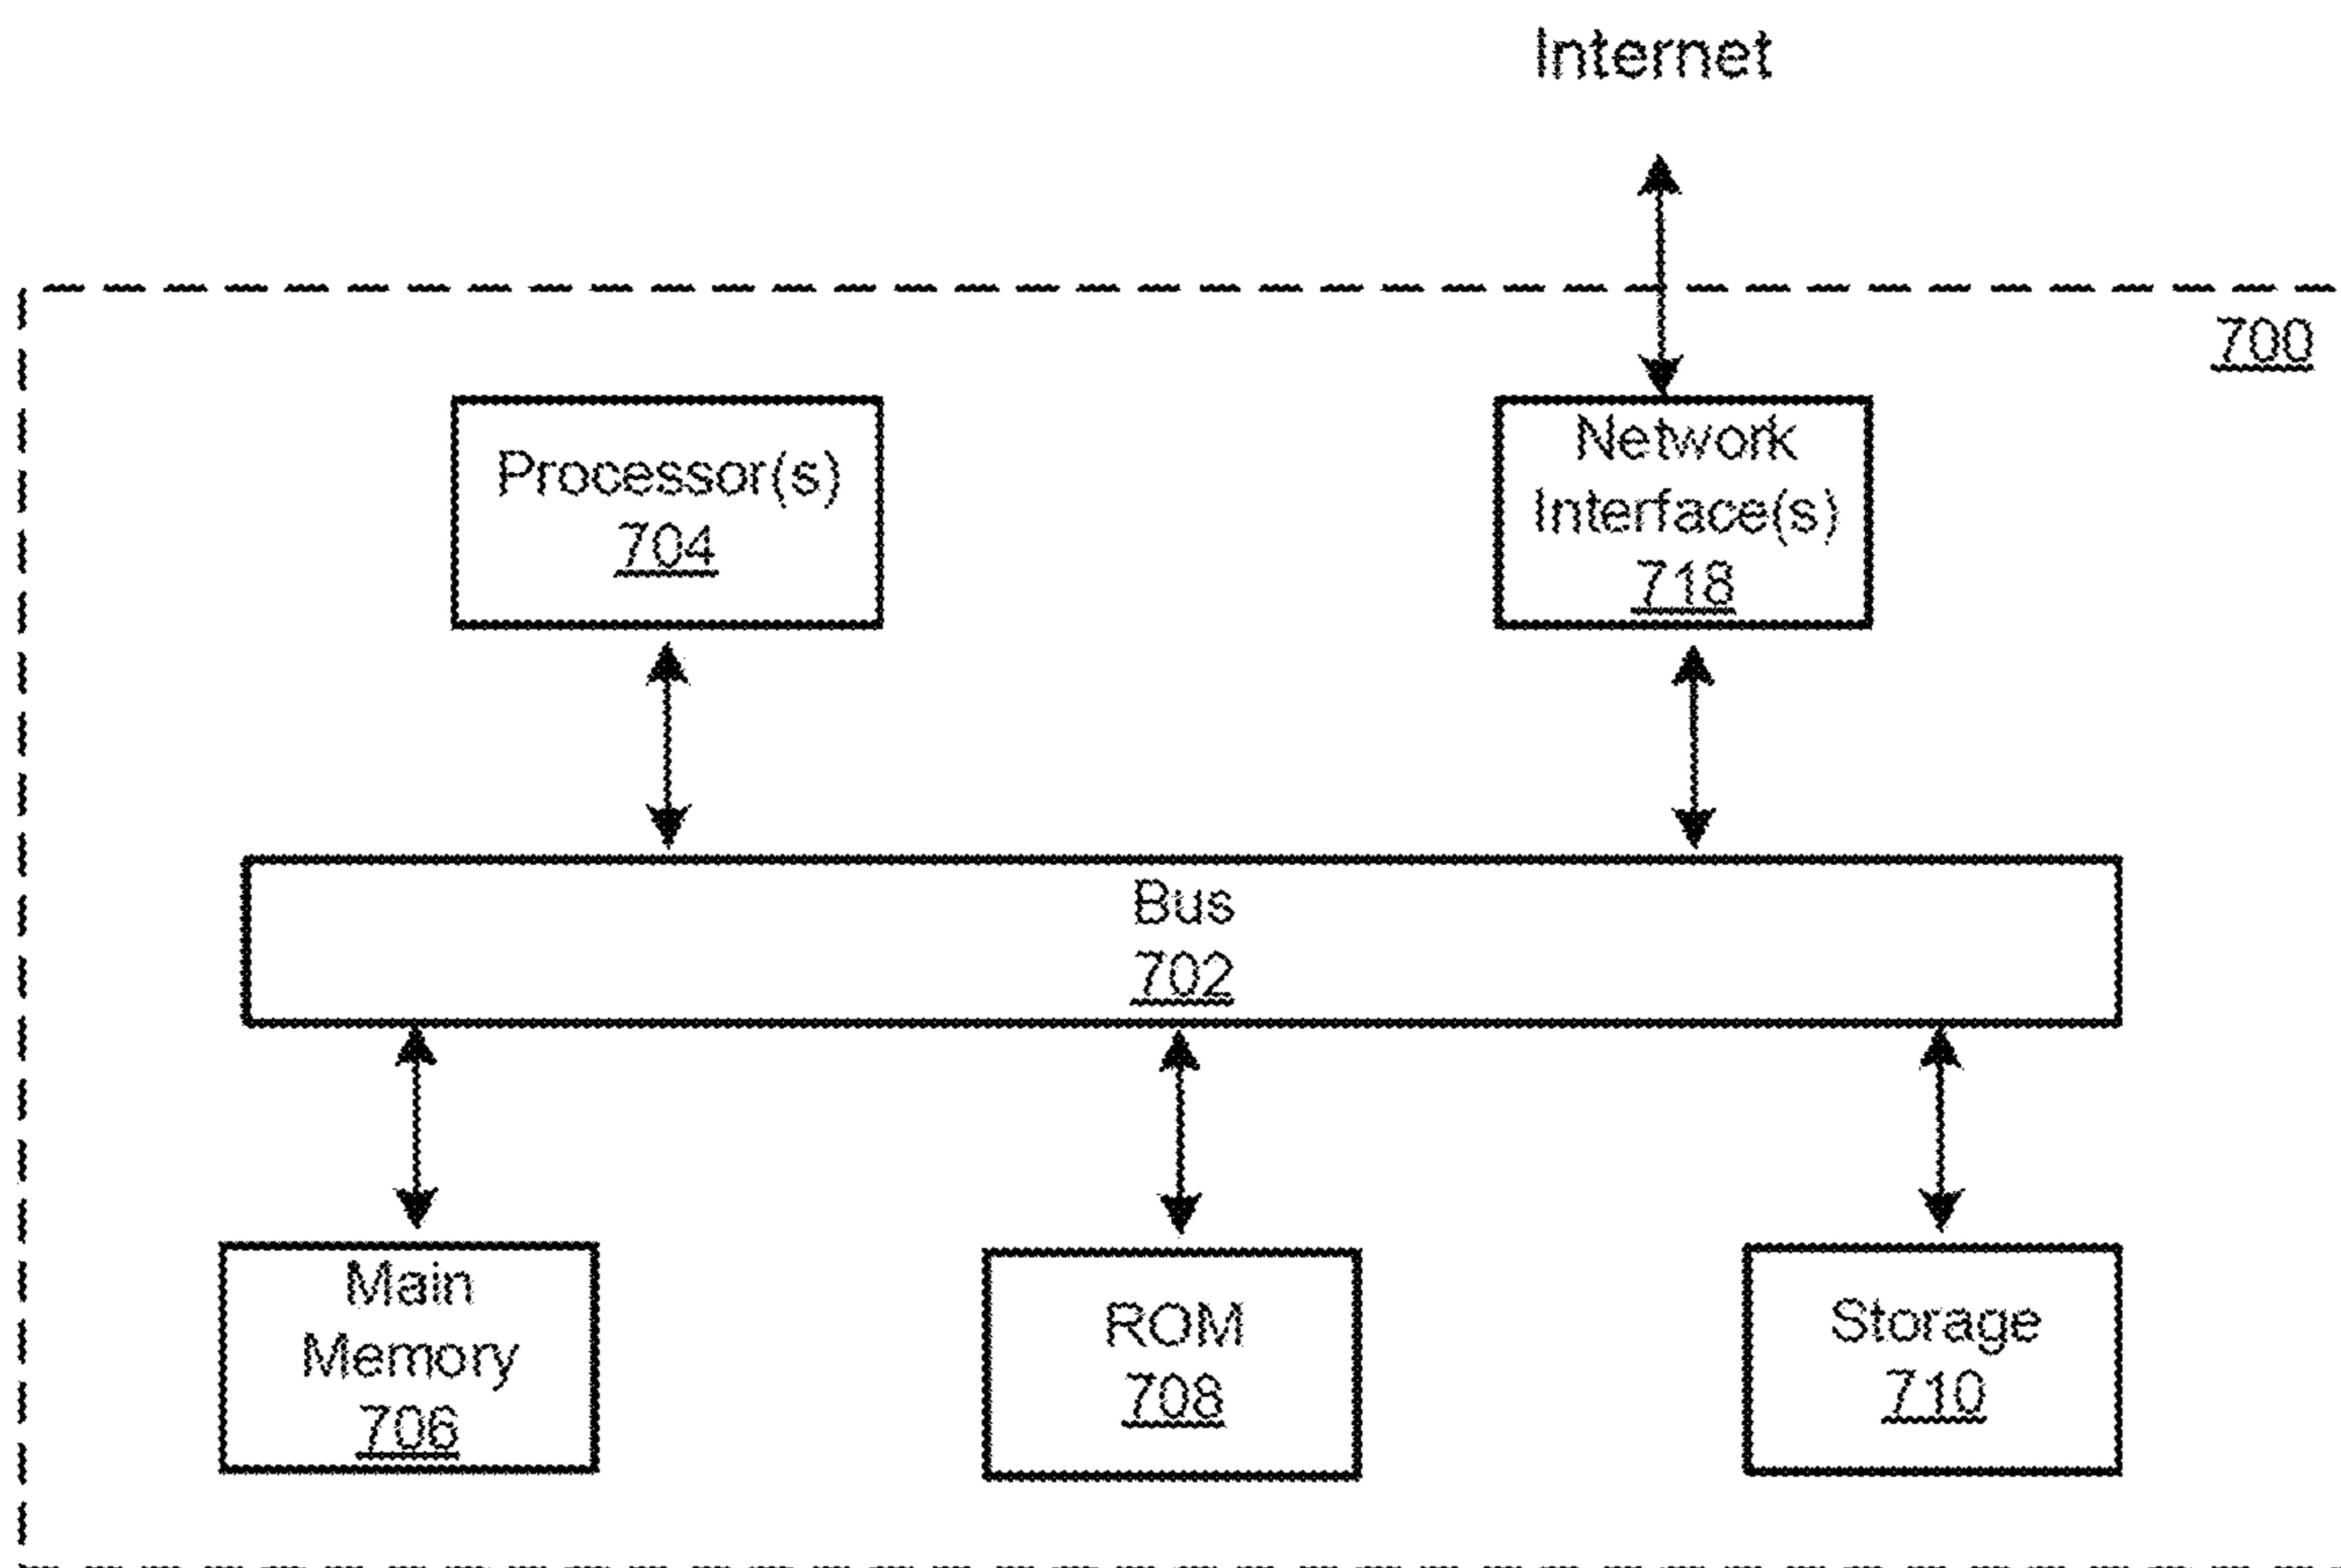 Internet
700
Processor(s)
704
Network
Interface(s)
718
Bus
702
Main
Memory
706
ROM
708
Storage
710